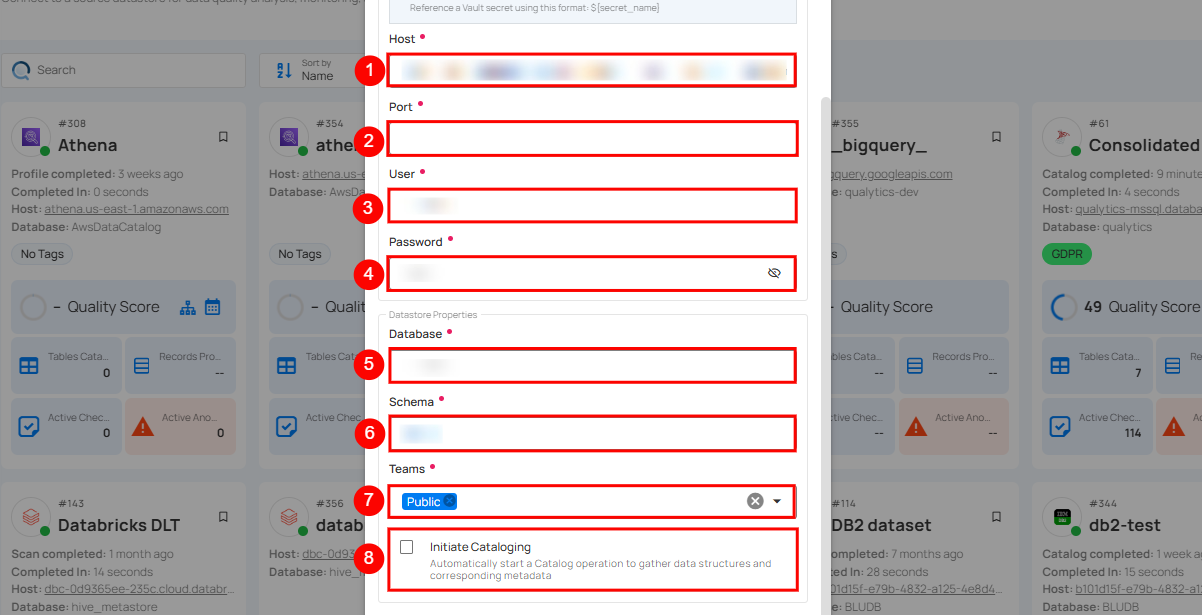 Connect to a source datastore for data quality analysis, monitoring,
Reference a Vault secret using this format: ${secret_name}
Search
Sort by
Name
Host
1
Port
2
User
3
Password
4
Datastore Properties
Database
5
Schema
6
Teams
7
Public
8
Initiate Cataloging
Automatically start a Catalog operation to gather data structures and
corresponding metadata
#308
Athena
Profile completed: 3 weeks ago
Completed In: 0 seconds
Host: athena.us-east-1.amazonaws.com
Database: AwsDataCatalog
No Tags
– Quality Score
Tables Cata...
0
Records Pro...
--
Active Chec...
0
Active Ano...
0
#354
athe
Host: athena.us-e
Database: AwsDa
No Tags
– Quali
Tables Cat
Active Chec
#355
_bigquery_
gquery.googleapis.com
e: qualytics-dev
s
– Quality Score
bles Cata...
--
Records Pro...
--
tive Chec...
--
Active Ano...
--
#61
Consolidated
Catalog completed: 9 minute
Completed In: 4 seconds
Host: qualytics-mssql.databa
Database: qualytics
GDPR
49 Quality Score
Tables Cata...
7
Re
Active Chec...
114
A
#143
Databricks DLT
Scan completed: 1 month ago
Completed In: 14 seconds
Host: dbc-0d9365ee-235c.cloud.databr...
Database: hive_metastore
#356
datab
Host: dbc-0d93
Database: hive_
#114
DB2 dataset
ompleted: 7 months ago
ed In: 28 seconds
01d15f-e79b-4832-a125-4e8d4...
e: BLUDB
#344
db2-test
Catalog completed: 1 week a
Completed In: 15 seconds
Host: b101d15f-e79b-4832-a1
Database: BLUDB